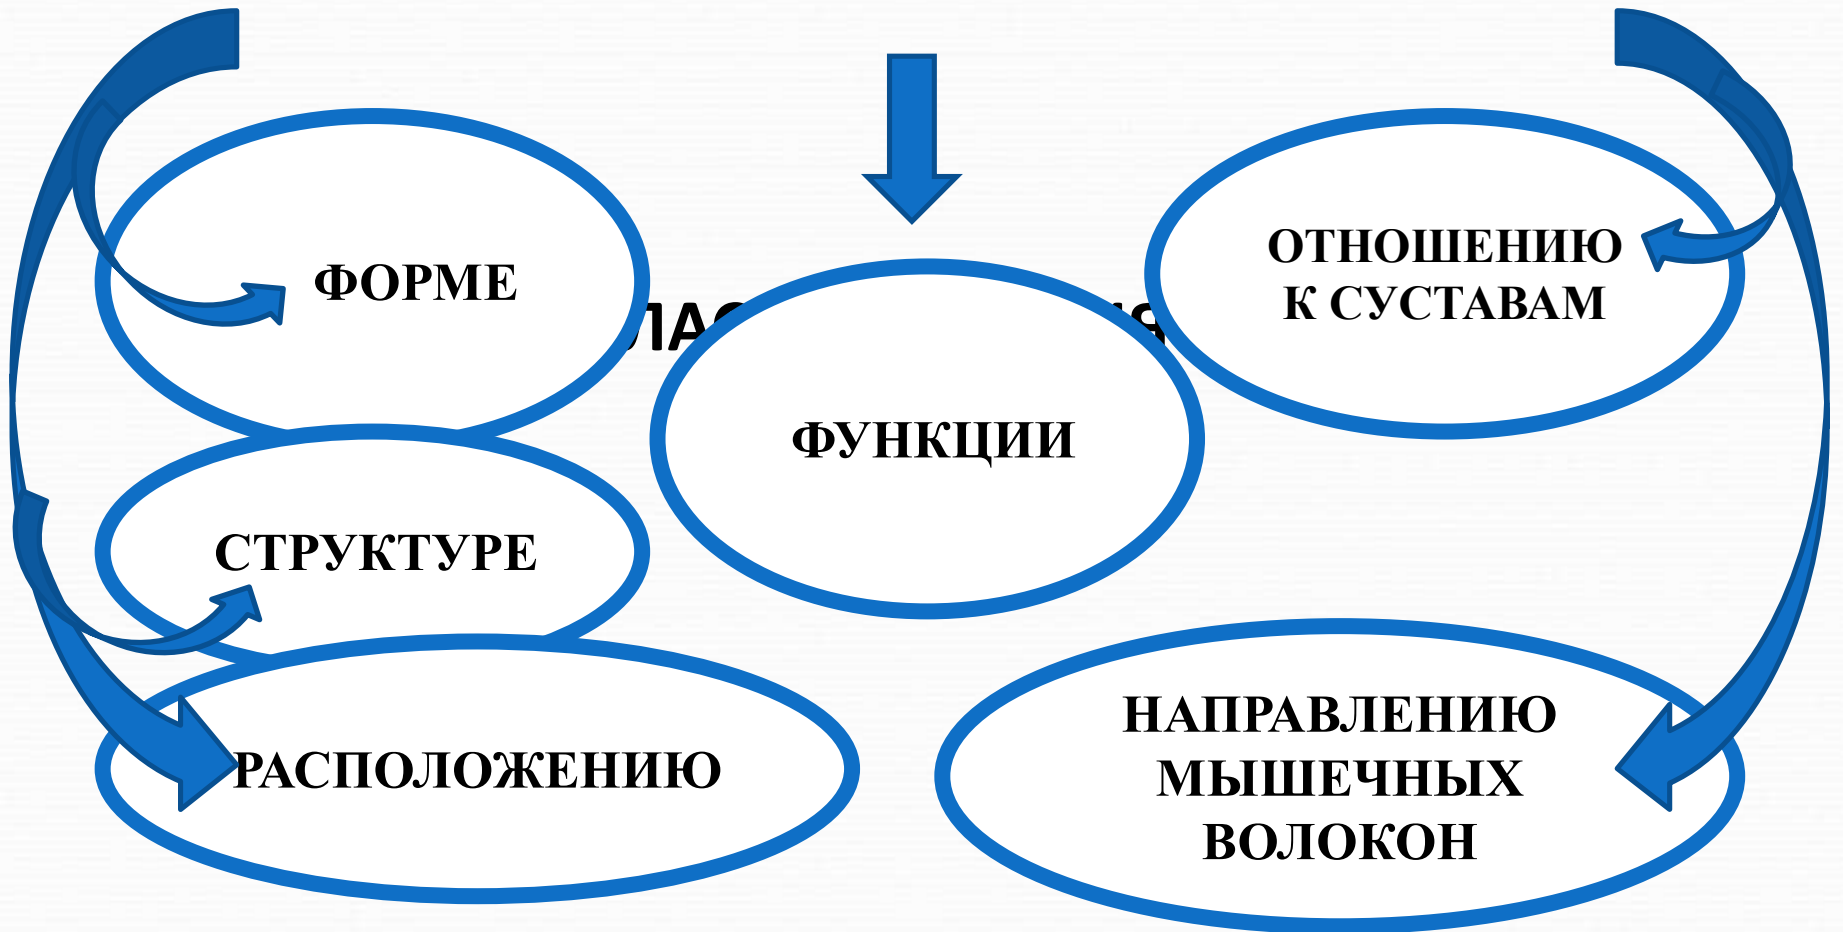 ФОРМЕ
ОТНОШЕНИЮ
К СУСТАВАМ
ФУНКЦИИ
СТРУКТУРЕ
РАСПОЛОЖЕНИЮ
НАПРАВЛЕНИЮ
МЫШЕЧНЫХ
ВОЛОКОН